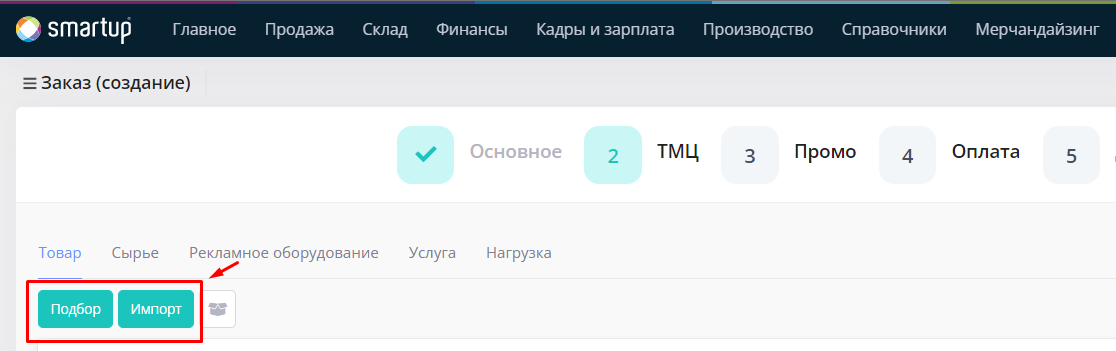 smartup Главное Продажа Склад Финансы Кадры и зарплата Производство Справочники Мерчандайзинг
Заказ (создание)
Основное 2 ТМЦ 3 Промо 4 Оплата 5
Товар Сырье Рекламное оборудование Услуга Нагрузка
Подбор Импорт